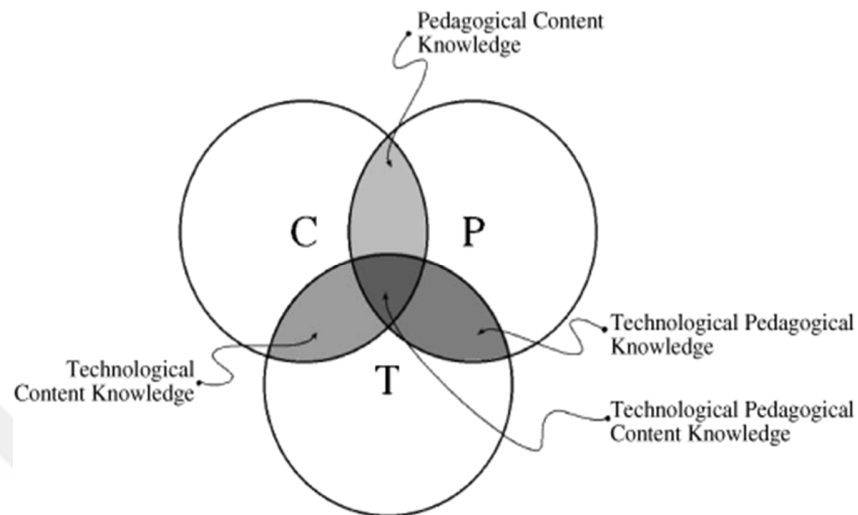 Pedagogical Content
Knowledge
C
P
Technological Pedagogical
Knowledge
Technological
Content Knowledge
T
Technological Pedagogical
Content Knowledge